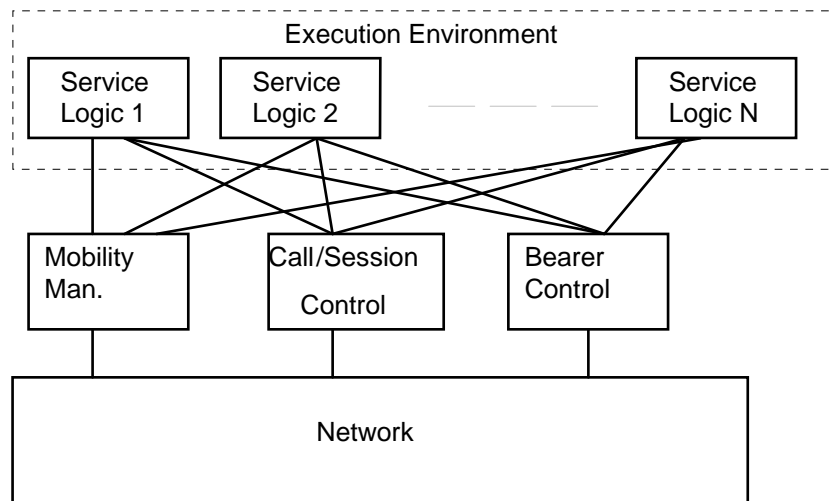 Execution Environment
Service
Logic 1
Service
Logic 2
Service
Logic N
Mobility
Man.
Call/Session
Control
Bearer
Control
Network